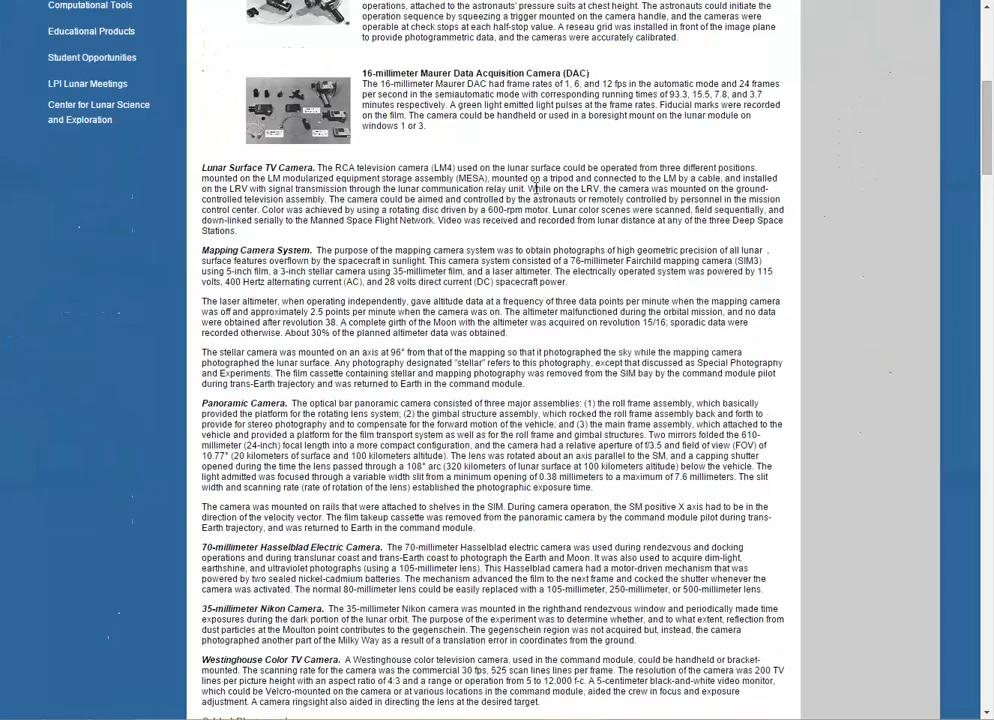 Computational Tools
Educational Products
Student Opportunities
LPI Lunar Meetings
Center for Lunar Science
and Exploration
operations, attached to the astronauts' pressure suits at chest height. The astronauts could initiate the
operation sequence by squeezing a trigger mounted on the camera handle, and the cameras were
operable at check stops at each half-stop value. A reseau grid was installed in front of the image plane
to provide photogrammetric data, and the cameras were accurately calibrated.
16-millimeter Maurer Data Acquisition Camera (DAC)
The 16-millimeter Maurer DAC had frame rates of 1, 6, and 12 fps in the automatic mode and 24 frames
per second in the semiautomatic mode with corresponding running times of 93.3, 15.5, 7.8, and 3.7
minutes respectively. A green light emitted light pulses at the frame rates. Fiducial marks were recorded
on the film. The camera could be handheld or used in a boresight mount on the lunar module on
windows 1 or 3.
Lunar Surface TV Camera. The RCA television camera (LM4) used on the lunar surface could be operated from three different positions.
mounted on the LM modularized equipment storage assembly (MESA), mounted on a tripod and connected to the LM by a cable, and installed
on the LRV with signal transmission through the lunar communication relay unit. While on the LRV, the camera was mounted on the ground-
controlled television assembly. The camera could be aimed and controlled by the astronauts or remotely controlled by personnel in the mission
control center. Color was achieved by using a rotating disc driven by a 600-rpm motor. Lunar color scenes were scanned, field sequentially, and
down-linked serially to the Manned Space Flight Network. Video was received and recorded from lunar distance at any of the three Deep Space
Stations.
Mapping Camera System. The purpose of the mapping camera system was to obtain photographs of high geometric precision of all lunar
surface features overflown by the spacecraft in sunlight. This camera system consisted of a 76-millimeter Fairchild mapping camera (SIM3)
using 5-inch film, a 3-inch stellar camera using 35-millimeter film, and a laser altimeter. The electrically operated system was powered by 115
volts, 400 Hertz alternating current (AC), and 28 volts direct current (DC) spacecraft power.
The laser altimeter, when operating independently, gave altitude data at a frequency of three data points per minute when the mapping camera
was off and approximately 2.5 points per minute when the camera was on. The altimeter malfunctioned during the orbital mission, and no data
were obtained after revolution 38. A complete girth of the Moon with the altimeter was acquired on revolution 15/16; sporadic data were
recorded otherwise. About 30% of the planned altimeter data was obtained.
The stellar camera was mounted on an axis at 96° from that of the mapping so that it photographed the sky while the mapping camera
photographed the lunar surface. Any photography designated "stellar" refers to this photography, except that discussed as Special Photography
and Experiments. The film cassette containing stellar and mapping photography was removed from the SIM bay by the command module pilot
during trans-Earth trajectory and was returned to Earth in the command module.
Panoramic Camera. The optical bar panoramic camera consisted of three major assemblies: (1) the roll frame assembly, which basically
provided the platform for the rotating lens system; (2) the gimbal structure assembly, which rocked the roll frame assembly back and forth to
provide for stereo photography and to compensate for the forward motion of the vehicle; and (3) the main frame assembly, which attached to the
vehicle and provided a platform for the film transport system as well as for the roll frame and gimbal structures. Two mirrors folded the 610-
millimeter (24-inch) focal length into a more compact configuration, and the camera had a relative aperture of f/3.5 and field of view (FOV) of
10.77° (20 kilometers of surface and 100 kilometers altitude). The lens was rotated about an axis parallel to the SM, and a capping shutter
opened during the time the lens passed through a 108° arc (320 kilometers of lunar surface at 100 kilometers altitude) below the vehicle. The
light admitted was focused through a variable width slit from a minimum opening of 0.38 millimeters to a maximum of 7.6 millimeters. The slit
width and scanning rate (rate of rotation of the lens) established the photographic exposure time.
The camera was mounted on rails that were attached to shelves in the SIM. During camera operation, the SM positive X axis had to be in the
direction of the velocity vector. The film takeup cassette was removed from the panoramic camera by the command module pilot during trans-
Earth trajectory, and was returned to Earth in the command module.
70-millimeter Hasselblad Electric Camera. The 70-millimeter Hasselblad electric camera was used during rendezvous and docking
operations and during translunar coast and trans-Earth coast to photograph the Earth and Moon. It was also used to acquire dim-light,
earthshine, and ultraviolet photographs (using a 105-millimeter lens). This Hasselblad camera had a motor-driven mechanism that was
powered by two sealed nickel-cadmium batteries. The mechanism advanced the film to the next frame and cocked the shutter whenever the
camera was activated. The normal 80-millimeter lens could be easily replaced with a 105-millimeter, 250-millimeter, or 500-millimeter lens.
35-millimeter Nikon Camera. The 35-millimeter Nikon camera was mounted in the righthand rendezvous window and periodically made time
exposures during the dark portion of the lunar orbit. The purpose of the experiment was to determine whether, and to what extent, reflection from
dust particles at the Moulton point contributes to the gegenschein. The gegenschein region was not acquired but, instead, the camera
photographed another part of the Milky Way as a result of a translation error in coordinates from the ground.
Westinghouse Color TV Camera. A Westinghouse color television camera, used in the command module, could be handheld or bracket-
mounted. The scanning rate for the camera was the commercial 30 fps, 525 scan lines lines per frame. The resolution of the camera was 200 TV
lines per picture height with an aspect ratio of 4:3 and a range or operation from 5 to 12,000 f-c. A 5-centimeter black-and-white video monitor,
which could be Velcro-mounted on the camera or at various locations in the command module, aided the crew in focus and exposure
adjustment. A camera ringsight also aided in directing the lens at the desired target.